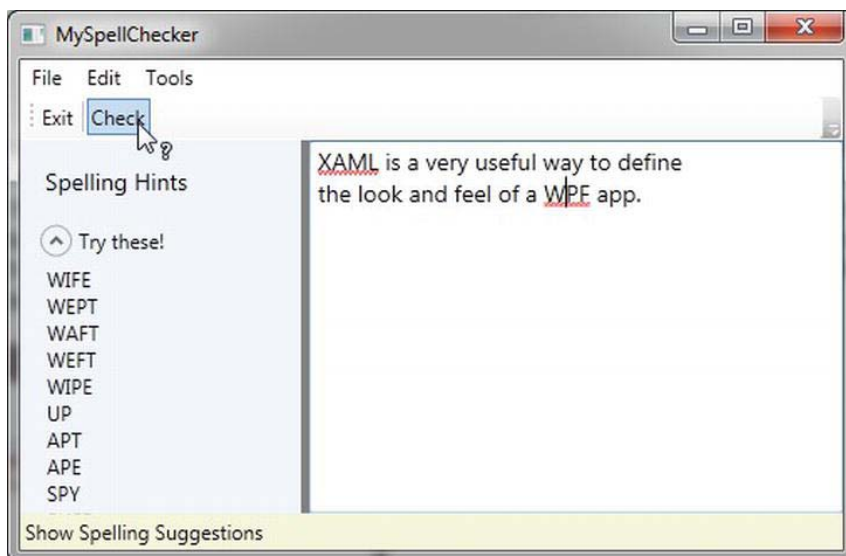 MySpellChecker
File Edit Tools
Exit Check
Spelling Hints
Try these!
WIFE
WEPT
WAFT
WEFT
WIPE
UP
APT
APE
SPY
XAML is a very useful way to define
the look and feel of a WPF app.
Show Spelling Suggestions